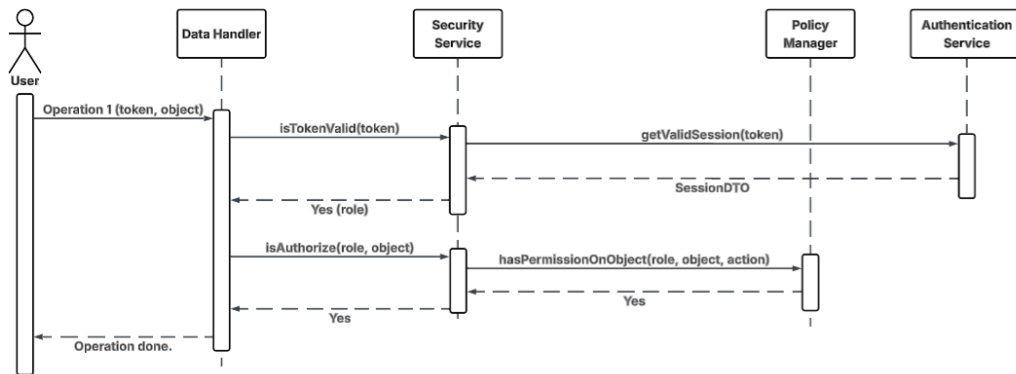 Data Handler
Security
Service
Policy
Manager
Authentication
Service
User
Operation 1 (token, object)
isTokenValid(token)
getValidSession(token)
SessionDTO
Yes (role)
isAuthorize(role, object)
hasPermissionOnObject(role, object, action)
Yes
Yes
Operation done.